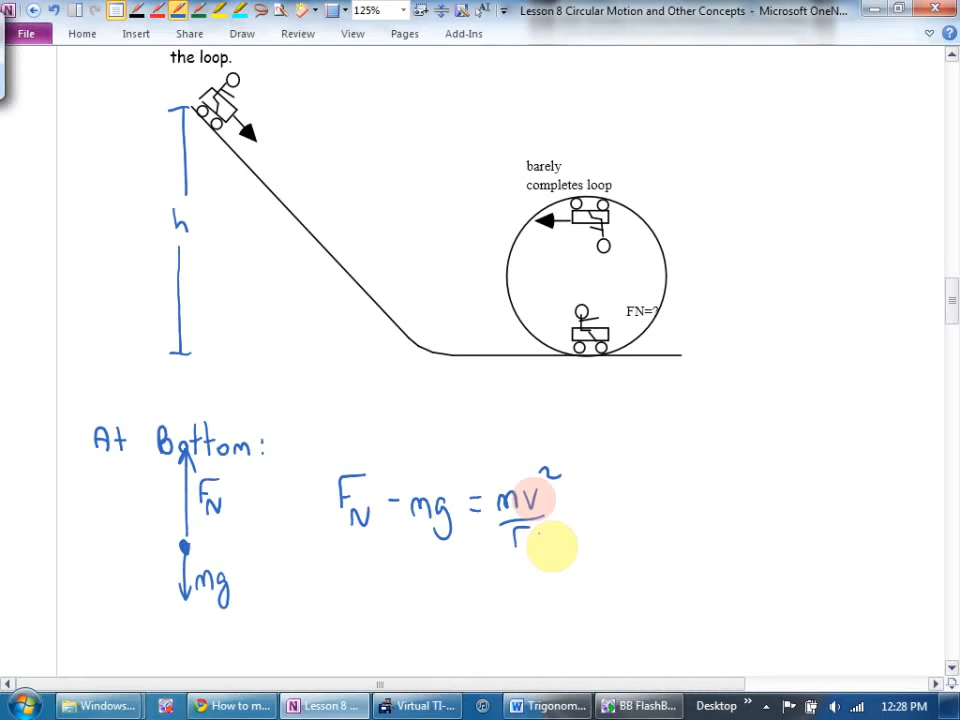 125%
Lesson 8 Circular Motion and Other Concepts - Microsoft OneN...
File Home Insert Share Draw Review View Pages Add-Ins
the loop.
barely
completes loop
h
FN=?
At Bottom:
F_N
F_N - mg = mv²/r
mg
Windows... How to m... Lesson 8 ... Virtual TI-... Trigonom... BB FlashB... Desktop 12:28 PM